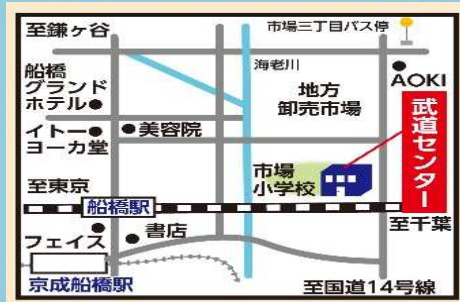 至鎌ヶ谷
市場三丁目バス停
海老川
船橋
グランド
ホテル
地方
卸売市場
AOKI
武道センター
イトー
ヨーカ堂
美容院
市場
小学校
至東京
船橋駅
至千葉
フェイス
書店
京成船橋駅
至国道14号線